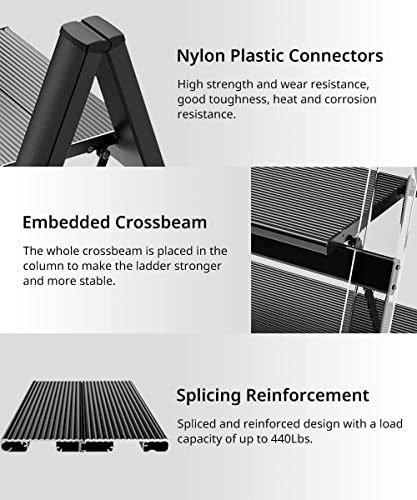 Nylon Plastic Connectors
High strength and wear resistance,
good toughness, heat and corrosion
resistance.
Embedded Crossbeam
The whole crossbeam is placed in the
column to make the ladder stronger
and more stable.
Splicing Reinforcement
Spliced and reinforced design with a load
capacity of up to 440Lbs.